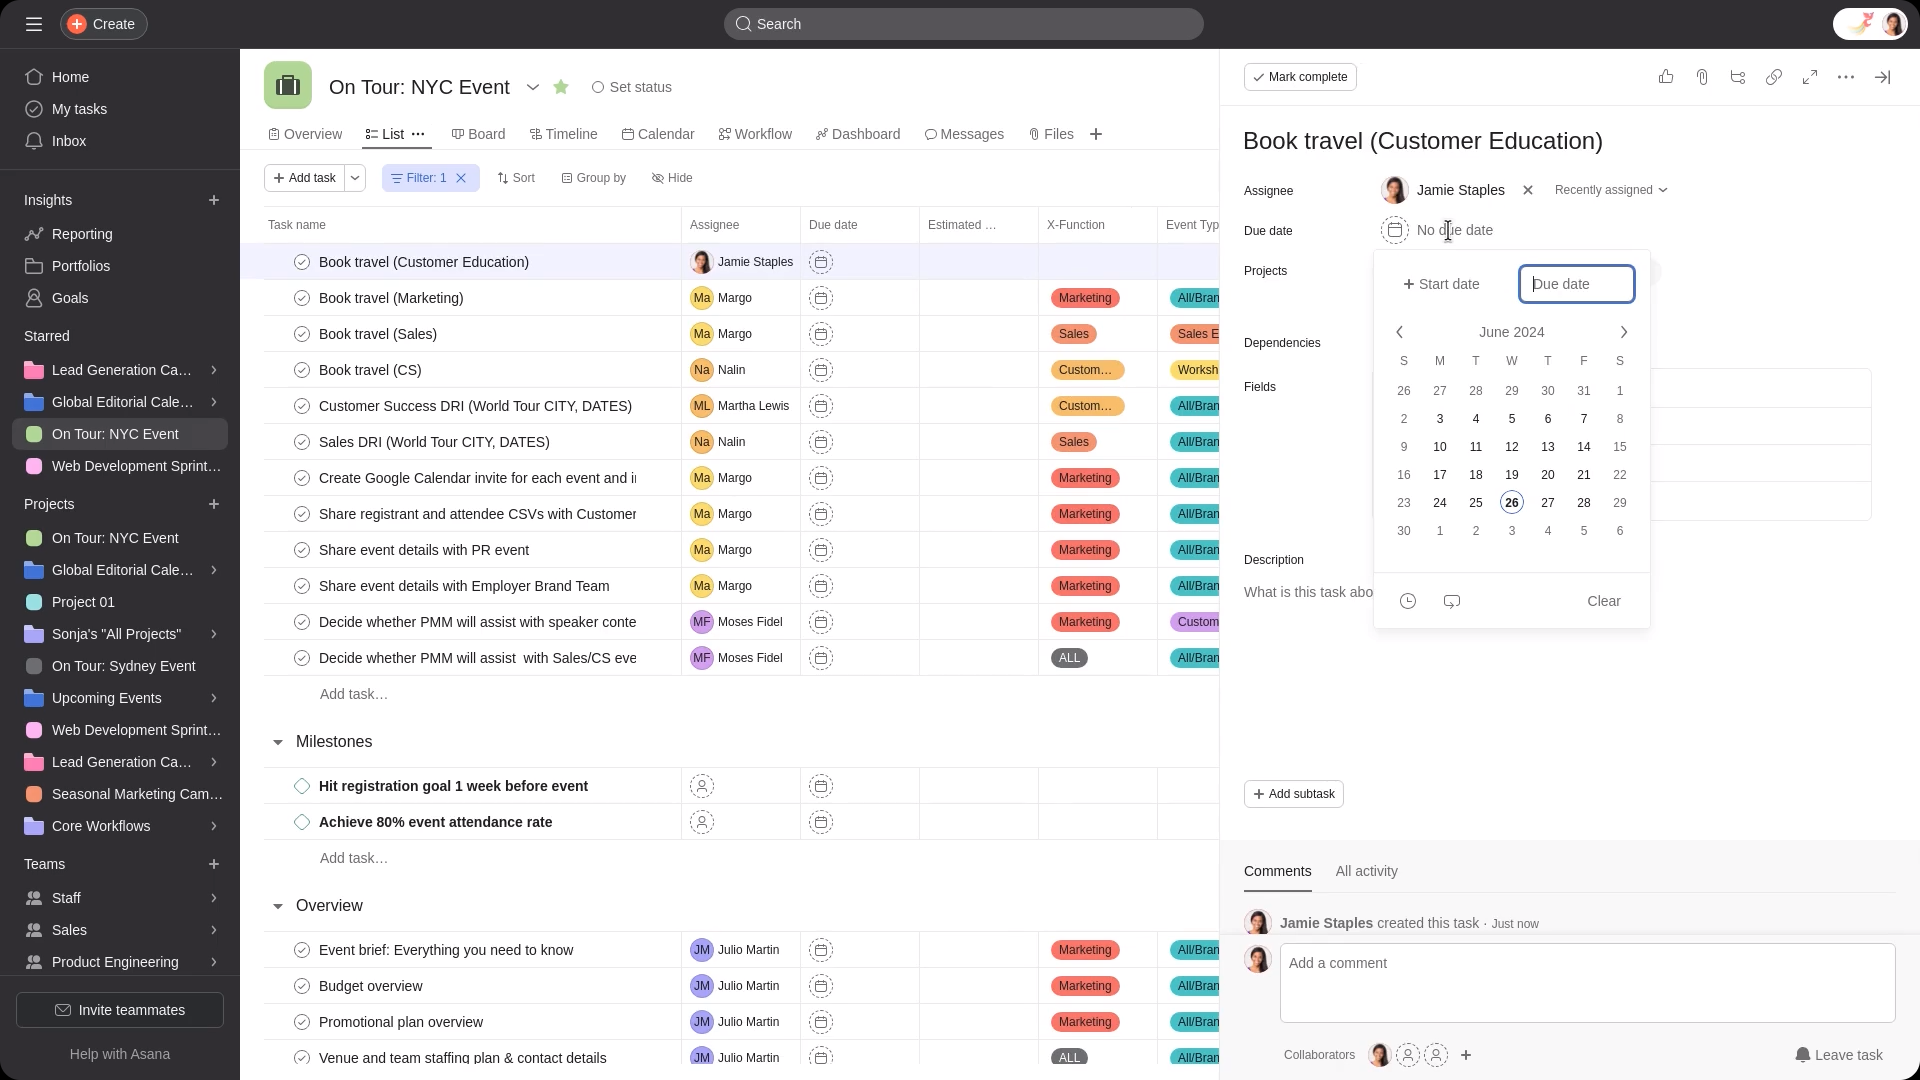 Create
Search
Home
My tasks
Inbox
Insights
Reporting
Portfolios
Goals
Starred
Lead Generation Ca...
Global Editorial Cale...
On Tour: NYC Event
Web Development Sprint...
Projects
On Tour: NYC Event
Global Editorial Cale...
Project 01
Sonja's "All Projects"
On Tour: Sydney Event
Upcoming Events
Web Development Sprint...
Lead Generation Ca...
Seasonal Marketing Cam...
Core Workflows
Teams
Staff
Sales
Product Engineering
Invite teammates
Help with Asana
On Tour: NYC Event Set status
Overview List Board Timeline Calendar Workflow Dashboard Messages Files
Add task Filter: 1 Sort Group by Hide
Task name Assignee Due date Estimated ... X-Function Event Typ
Book travel (Customer Education) Jamie Staples
Book travel (Marketing) Ma Margo Marketing All/Bran
Book travel (Sales) Ma Margo Sales Sales E
Book travel (CS) Na Nalin Custom... Worksh
Customer Success DRI (World Tour CITY, DATES) ML Martha Lewis Custom... All/Bran
Sales DRI (World Tour CITY, DATES) Na Nalin Sales All/Bran
Create Google Calendar invite for each event and i Ma Margo Marketing All/Bran
Share registrant and attendee CSVs with Customer Ma Margo Marketing All/Bran
Share event details with PR event Ma Margo Marketing All/Bran
Share event details with Employer Brand Team Ma Margo Marketing All/Bran
Decide whether PMM will assist with speaker conte MF Moses Fidel Marketing Custom
Decide whether PMM will assist with Sales/CS eve MF Moses Fidel ALL All/Bran
Add task...
Milestones
Hit registration goal 1 week before event
Achieve 80% event attendance rate
Add task...
Overview
Event brief: Everything you need to know JM Julio Martin Marketing All/Bran
Budget overview JM Julio Martin Marketing All/Bran
Promotional plan overview JM Julio Martin Marketing All/Bran
Venue and team staffing plan & contact details JM Julio Martin ALL All/Bran
Mark complete
Book travel (Customer Education)
Assignee Jamie Staples Recently assigned
Due date No due date
Projects
Dependencies
Fields
Description
What is this task abo
Start date Due date
June 2024
S M T W T F S
26 27 28 29 30 31 1
2 3 4 5 6 7 8
9 10 11 12 13 14 15
16 17 18 19 20 21 22
23 24 25 26 27 28 29
30 1 2 3 4 5 6
Clear
Add subtask
Comments All activity
Jamie Staples created this task · Just now
Add a comment
Collaborators Leave task